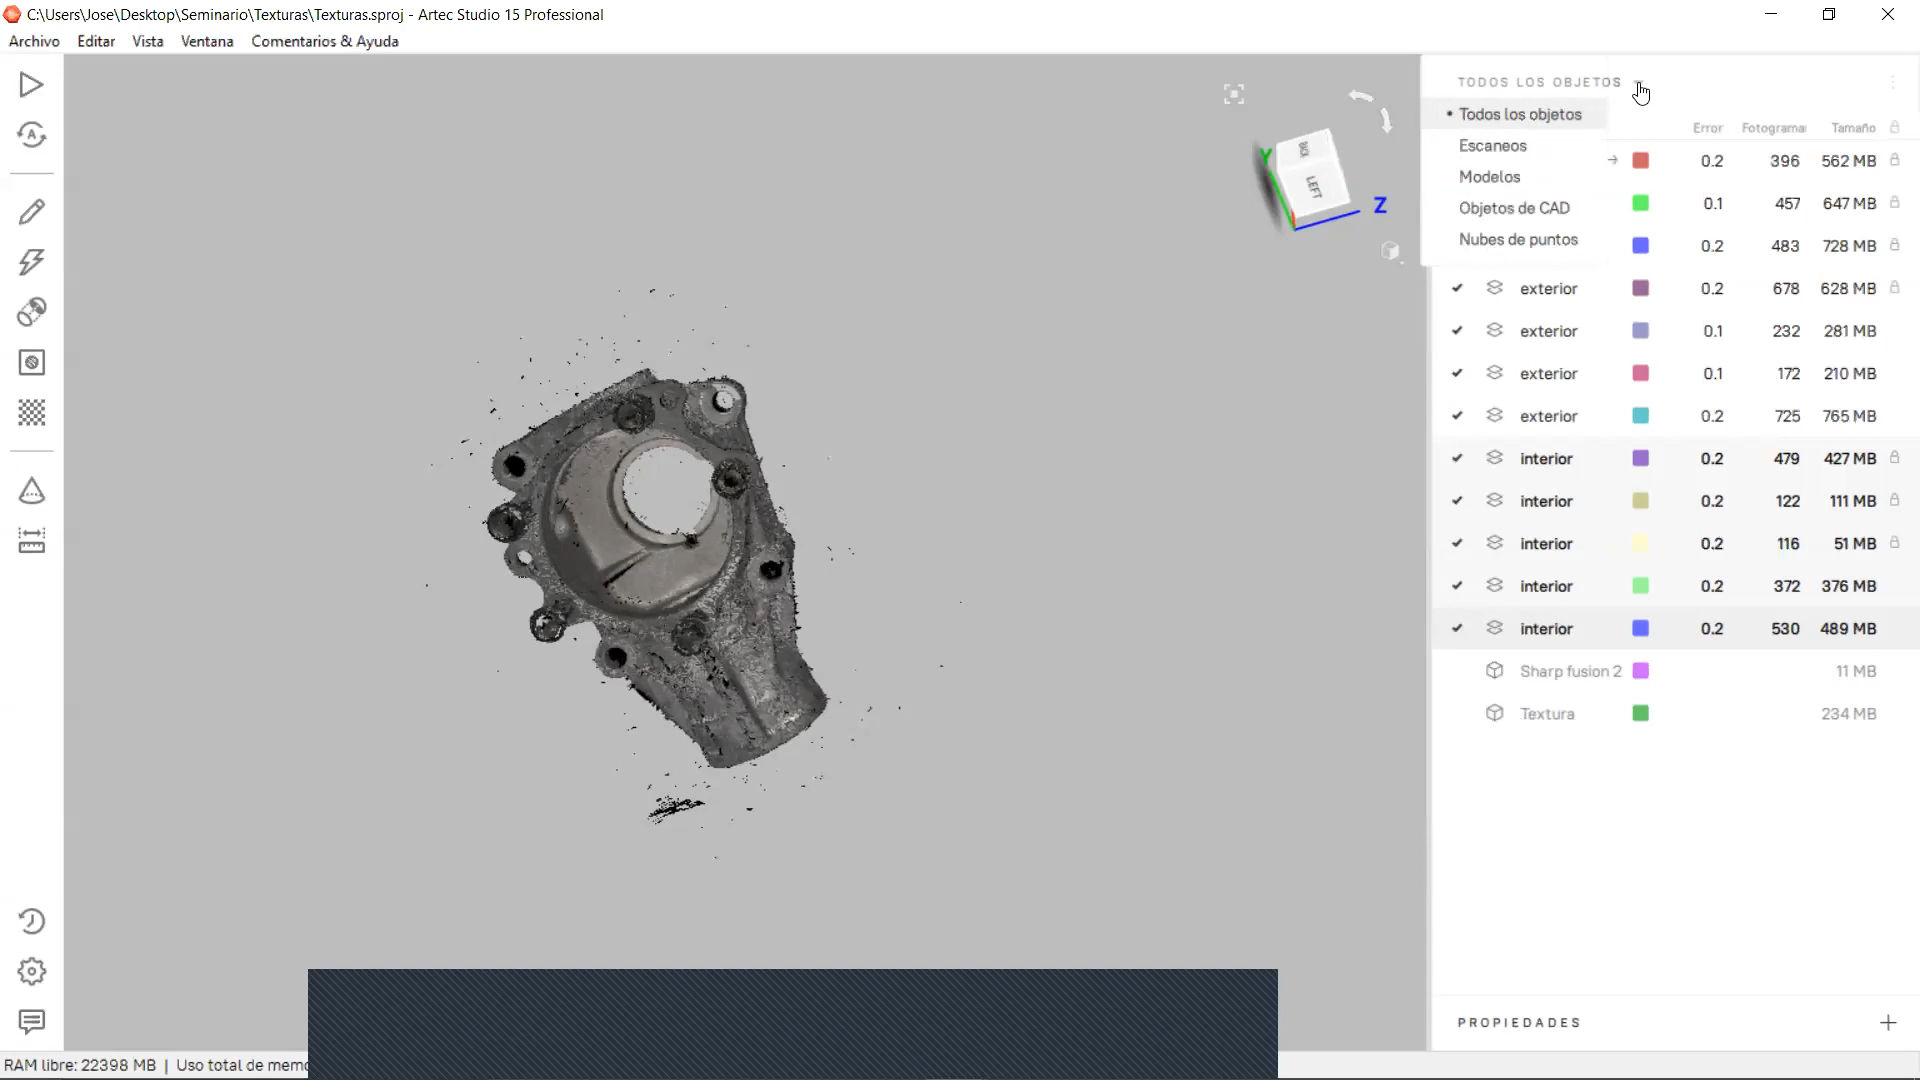 C:\Users\Jose\Desktop\Seminario\Texturas\Texturas.sproj - Artec Studio 15 Professional
Archivo Editar Vista Ventana Comentarios & Ayuda
TODOS LOS OBJETOS
• Todos los objetos
Escaneos
Modelos
Objetos de CAD
Nubes de puntos
Error Fotograma Tamaño
0.2 396 562 MB
0.1 457 647 MB
0.2 483 728 MB
exterior 0.2 678 628 MB
exterior 0.1 232 281 MB
exterior 0.1 172 210 MB
exterior 0.2 725 765 MB
interior 0.2 479 427 MB
interior 0.2 122 111 MB
interior 0.2 116 51 MB
interior 0.2 372 376 MB
interior 0.2 530 489 MB
Sharp fusion 2 11 MB
Textura 234 MB
BACK
LEFT
Y
Z
A
PROPIEDADES
RAM libre: 22398 MB | Uso total de memo